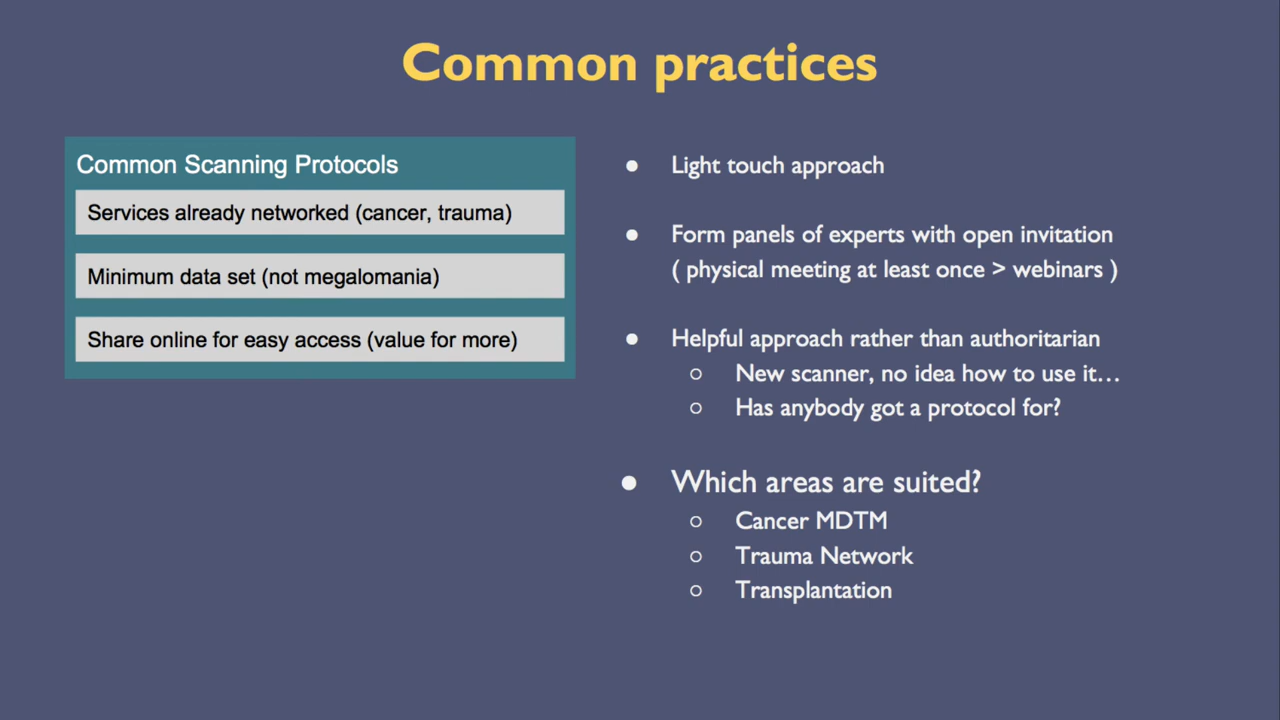 Common practices
Common Scanning Protocols
Services already networked (cancer, trauma)
Minimum data set (not megalomania)
Share online for easy access (value for more)
● Light touch approach
● Form panels of experts with open invitation
( physical meeting at least once > webinars )
● Helpful approach rather than authoritarian
○ New scanner, no idea how to use it…
○ Has anybody got a protocol for?
● Which areas are suited?
○ Cancer MDTM
○ Trauma Network
○ Transplantation